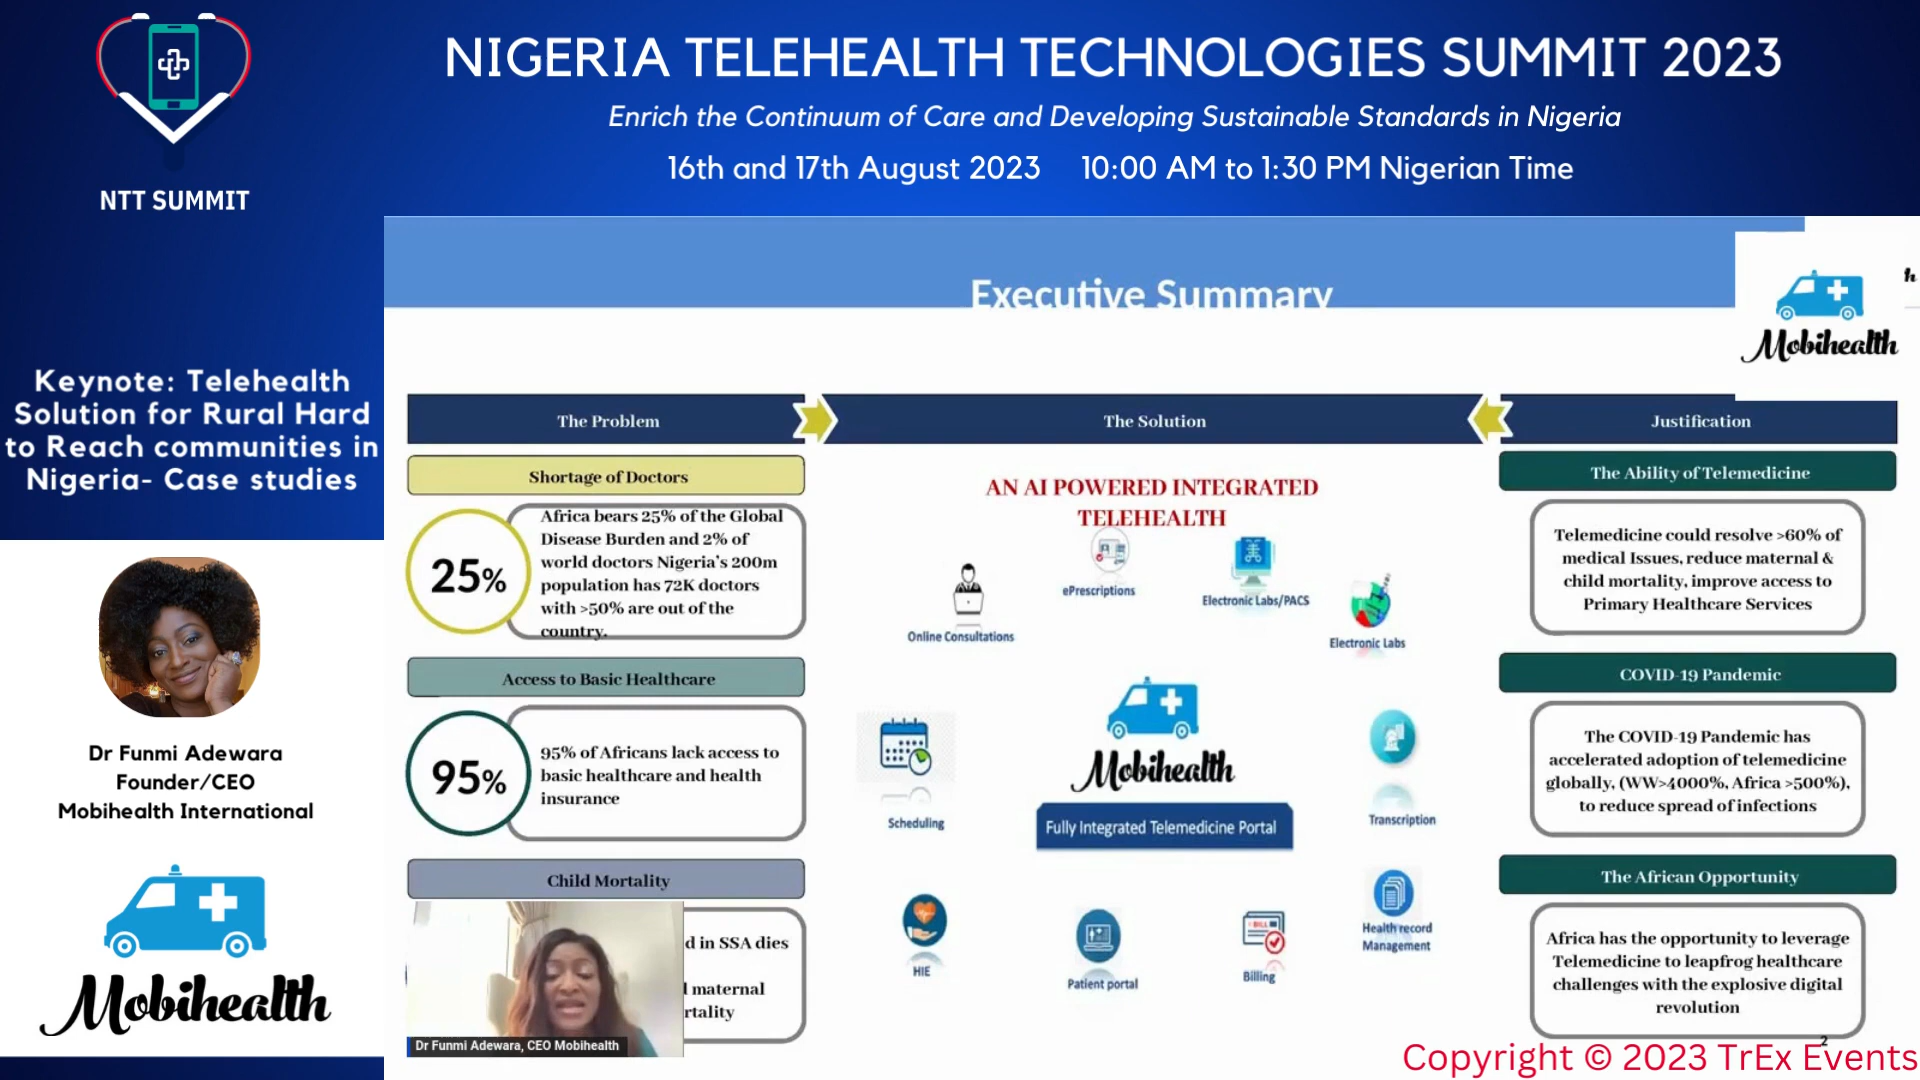 NIGERIA TELEHEALTH TECHNOLOGIES SUMMIT 2023
Enrich the Continuum of Care and Developing Sustainable Standards in Nigeria
16th and 17th August 2023 10:00 AM to 1:30 PM Nigerian Time
NTT SUMMIT
Keynote: Telehealth
Solution for Rural Hard
to Reach communities in
Nigeria- Case studies
Dr Funmi Adewara
Founder/CEO
Mobihealth International
Mobihealth
Executive Summary
h
Mobihealth
The Problem
Shortage of Doctors
25%
Africa bears 25% of the Global
Disease Burden and 2% of
world doctors Nigeria's 200m
population has 72K doctors
with >50% are out of the
country.
Access to Basic Healthcare
95%
95% of Africans lack access to
basic healthcare and health
insurance
Child Mortality
d in SSA dies
l maternal
rtality
Dr Funmi Adewara, CEO Mobihealth
The Solution
AN AI POWERED INTEGRATED
TELEHEALTH
Online Consultations
ePrescriptions
Electronic Labs/PACS
Electronic Labs
Scheduling
Mobihealth
Fully Integrated Telemedicine Portal
Transcription
HIE
Patient portal
BILL
Billing
Health record
Management
Justification
The Ability of Telemedicine
Telemedicine could resolve >60% of
medical Issues, reduce maternal &
child mortality, improve access to
Primary Healthcare Services
COVID-19 Pandemic
The COVID-19 Pandemic has
accelerated adoption of telemedicine
globally, (WW>4000%, Africa >500%),
to reduce spread of infections
The African Opportunity
Africa has the opportunity to leverage
Telemedicine to leapfrog healthcare
challenges with the explosive digital
revolution
2
Copyright © 2023 TrEx Events